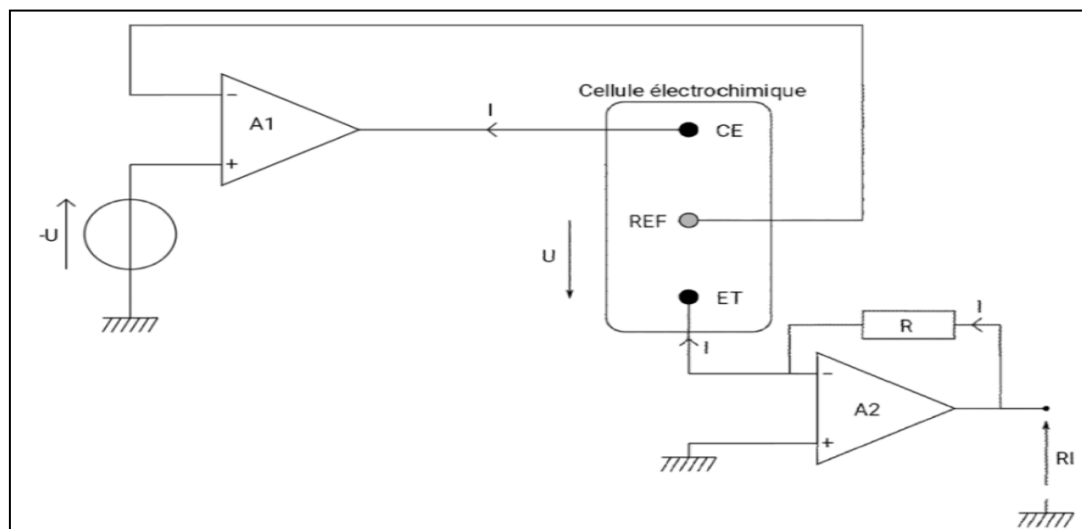 Cellule électrochimique
−
A1
+
I
CE
-U
REF
U
ET
I
R
I
−
A2
+
RI